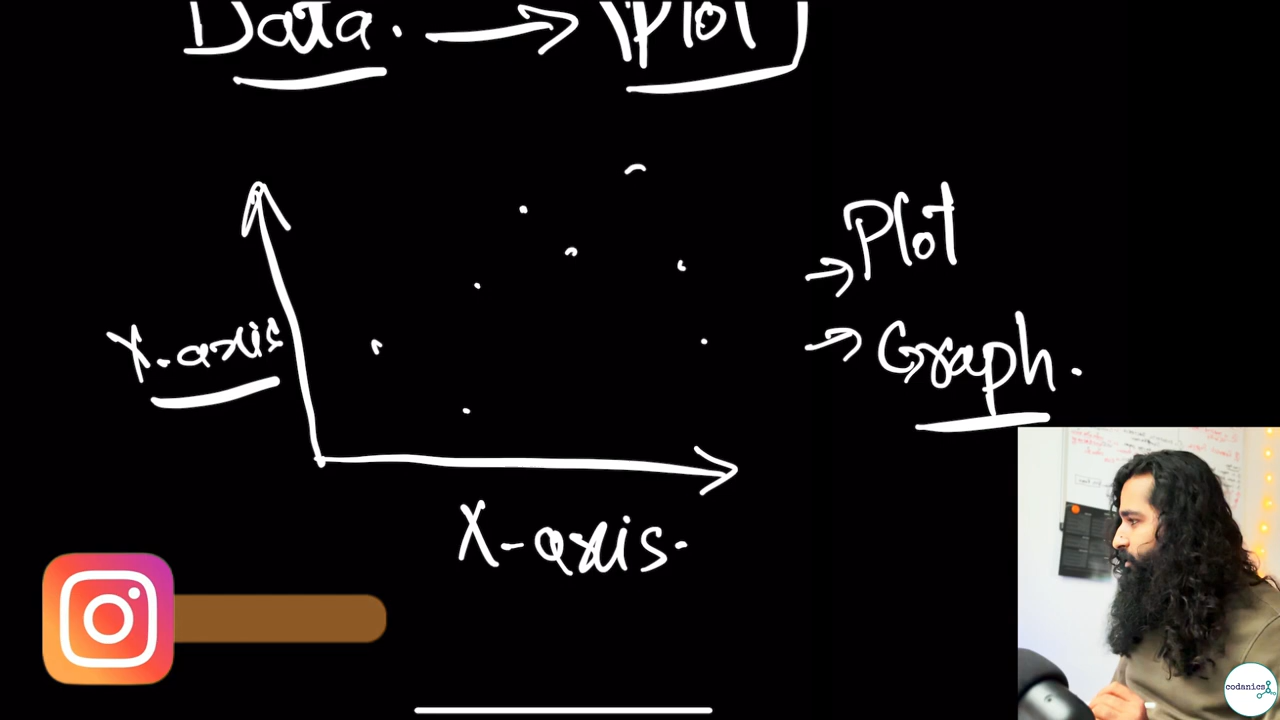 Data. → Plot
Plot
→ Graph.
Y-axis
X-axis.
codanics